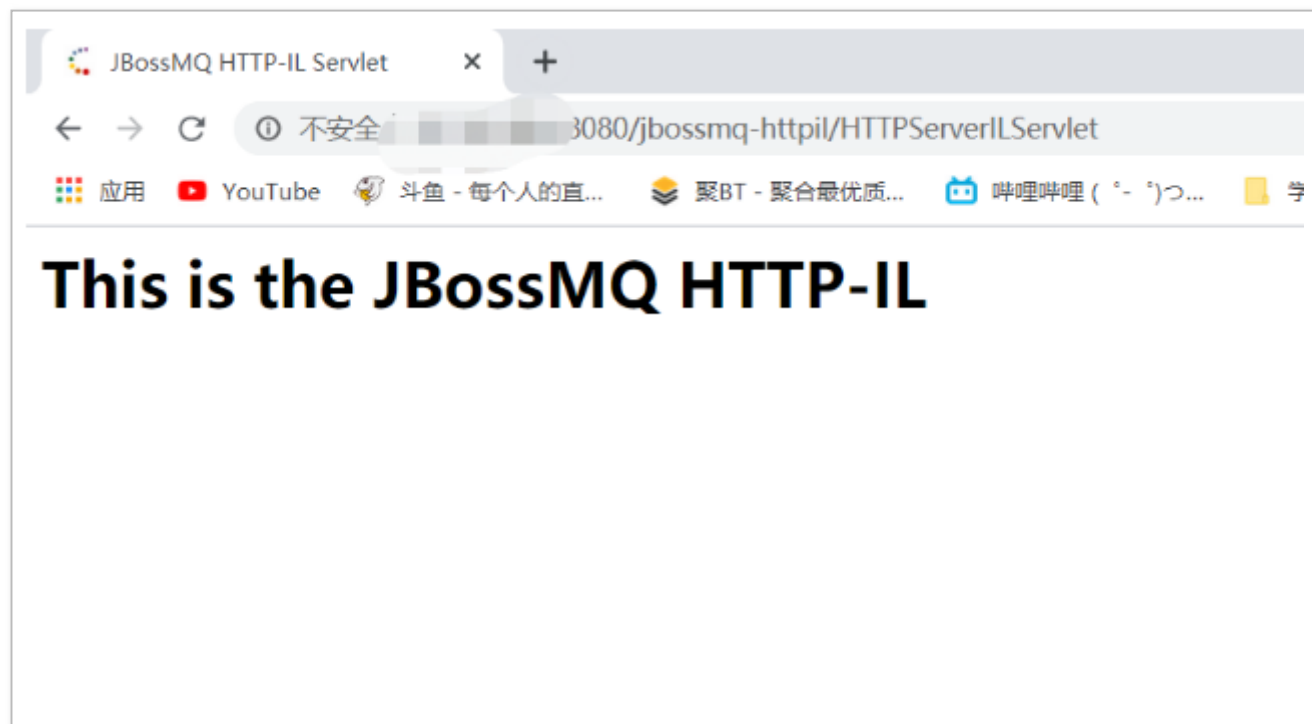 JBossMQ HTTP-IL Servlet
不安全 8080/jbossmq-httpil/HTTPServerILServlet
应用 YouTube 斗鱼 - 每个人的直... 聚BT - 聚合最优质... 哔哩哔哩 ( ゜- ゜)つ... 学
This is the JBossMQ HTTP-IL